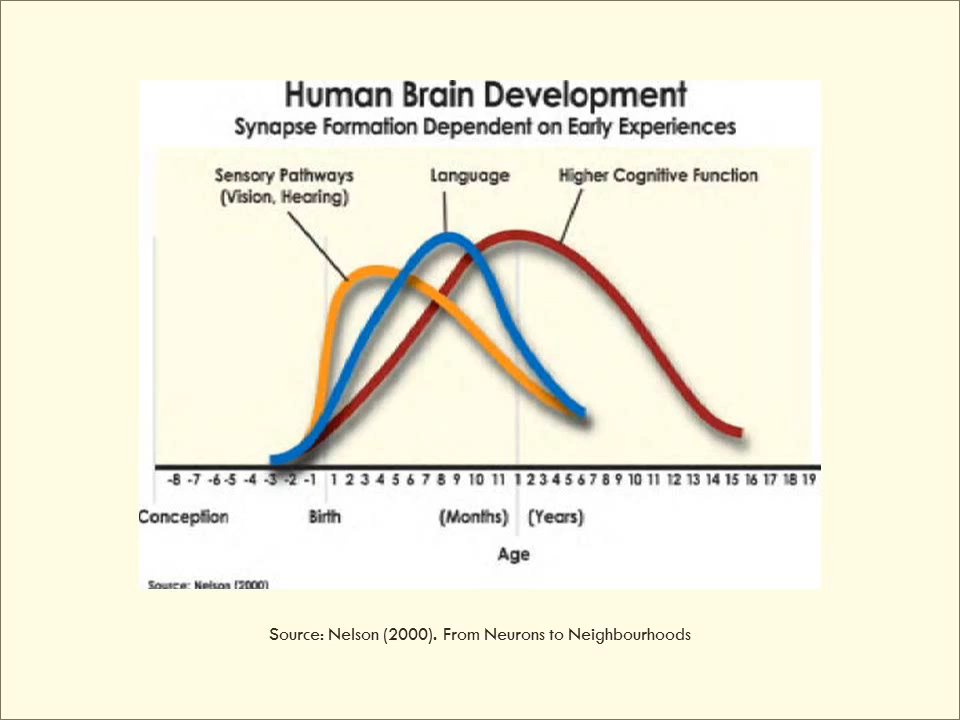 Human Brain Development
Synapse Formation Dependent on Early Experiences
Sensory Pathways
(Vision, Hearing)
Language
Higher Cognitive Function
-8 -7 -6 -5 -4 -3 -2 -1 1 2 3 4 5 6 7 8 9 10 11 1 2 3 4 5 6 7 8 9 10 11 12 13 14 15 16 17 18 19
Conception Birth (Months) (Years)
Age
Source: Nelson (2000)
Source: Nelson (2000). From Neurons to Neighbourhoods